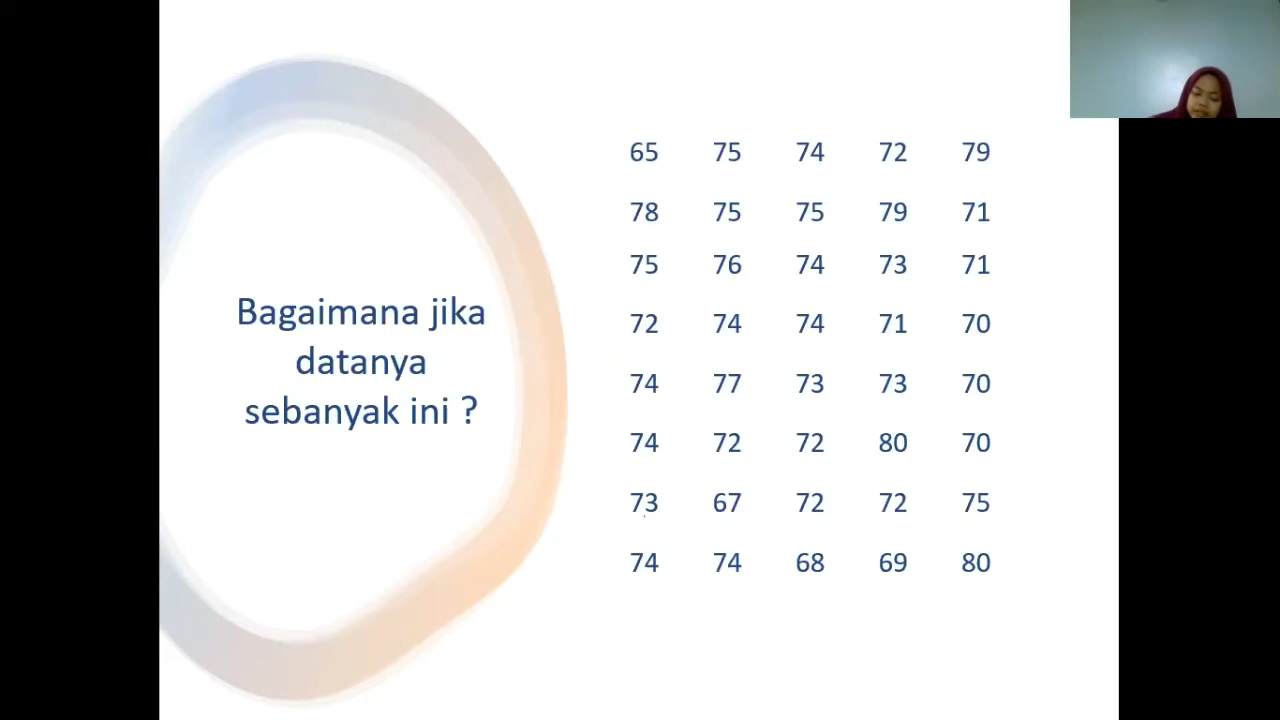 Bagaimana jika
datanya
sebanyak ini ?
65 75 74 72 79
78 75 75 79 71
75 76 74 73 71
72 74 74 71 70
74 77 73 73 70
74 72 72 80 70
73 67 72 72 75
74 74 68 69 80